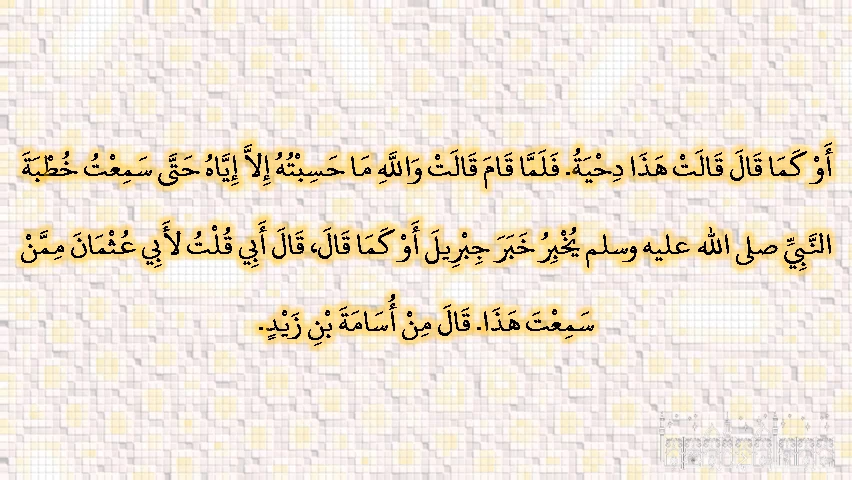 أَوْ كَمَا قَالَ قَالَتْ هَذَا دِحْيَةُ. فَلَمَّا قَامَ قَالَتْ وَاللَّهِ مَا حَسِبْتُهُ إِلاَّ إِيَّاهُ حَتَّى سَمِعْتُ خُطْبَةَ
النَّبِيِّ صلى الله عليه وسلم يُخْبِرُ خَبَرَ جِبْرِيلَ أَوْ كَمَا قَالَ، قَالَ أَبِي قُلْتُ لأَبِي عُثْمَانَ مِمَّنْ
سَمِعْتَ هَذَا. قَالَ مِنْ أُسَامَةَ بْنِ زَيْدٍ.